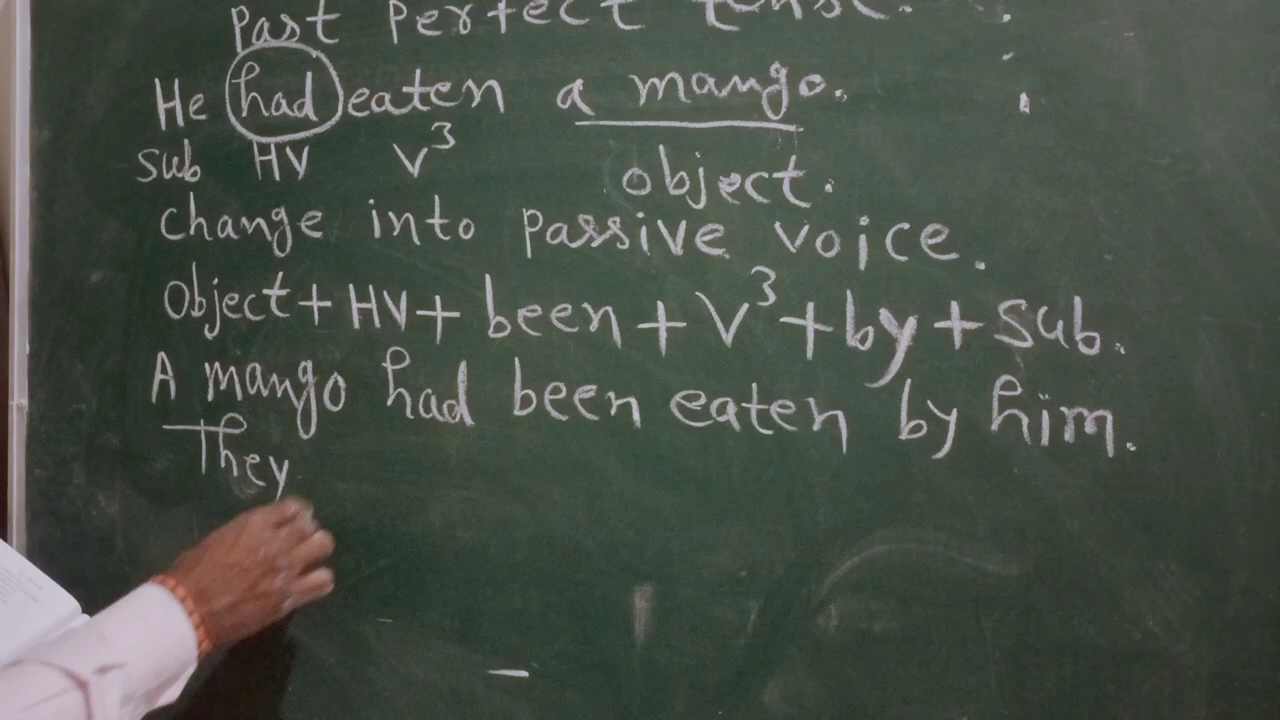 Past Perfect tense.
He had eaten a mango.
Sub HV V³ object.
change into passive voice.
Object + HV + been + V³ + by + Sub.
A mango had been eaten by him.
They